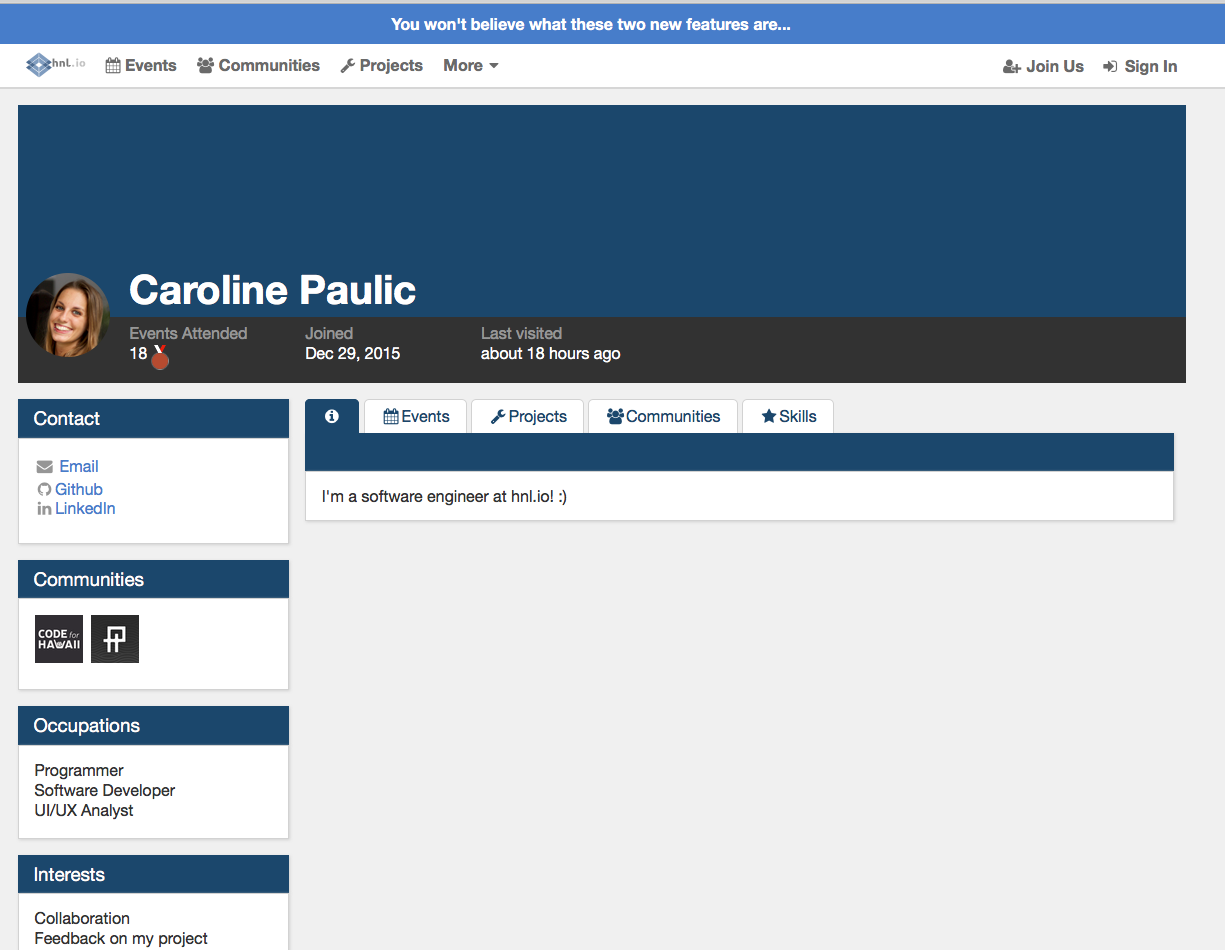 You won't believe what these two new features are...
hnl.io Events Communities Projects More Join Us Sign In
Caroline Paulic
Events Attended Joined Last visited
18 Dec 29, 2015 about 18 hours ago
Contact
Email
Github
LinkedIn
Events Projects Communities Skills
I'm a software engineer at hnl.io! :)
Communities
CODE for
HAWAII
Occupations
Programmer
Software Developer
UI/UX Analyst
Interests
Collaboration
Feedback on my project